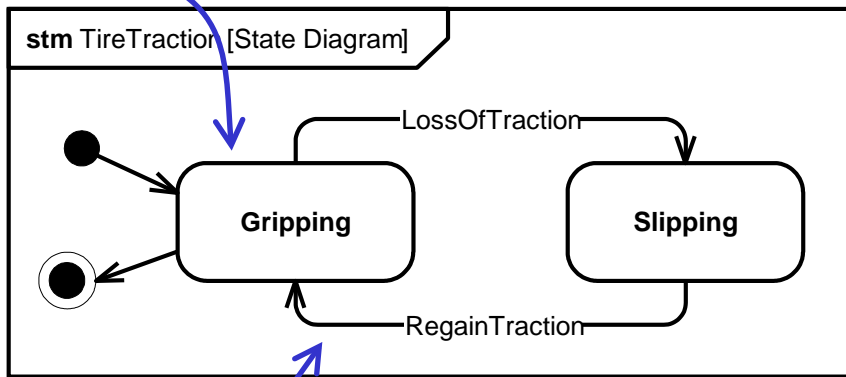 stm TireTraction [State Diagram]
LossOfTraction
Gripping
Slipping
RegainTraction